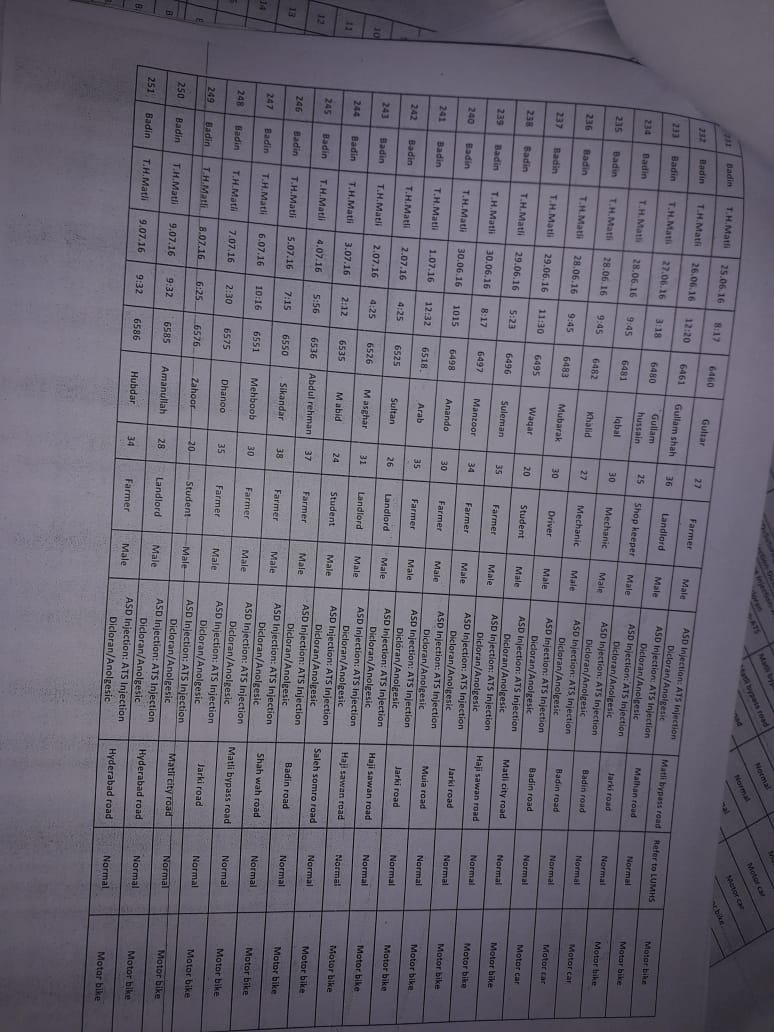 Matli bypass road Normal Motor car
Normal Motor car
231 Badin T.H.Matli 25.06.16 8:17 6460 Gulsar 27 Farmer Male ASD Injection: ATS Injection Dicloran/Anolgesic Matli bypass road Refer to LUMHS Motor bike
232 Badin T.H.Matli 26.06.16 12:20 6461 Gullam shah 36 Landlord Male ASD Injection: ATS Injection Dicloran/Anolgesic Malhan road Normal Motor bike
233 Badin T.H.Matli 27.06.16 3:18 6480 Gullam hussain 25 Shop keeper Male ASD Injection: ATS Injection Dicloran/Anolgesic Jarki road Normal Motor bike
234 Badin T.H.Matli 28.06.16 9:45 6481 Iqbal 30 Mechanic Male ASD Injection: ATS Injection Dicloran/Anolgesic Badin road Normal Motor car
235 Badin T.H.Matli 28.06.16 9:45 6482 Khalid 27 Mechanic Male ASD Injection: ATS Injection Dicloran/Anolgesic Badin road Normal Motor car
236 Badin T.H.Matli 28.06.16 9:45 6483 Mubarak 30 Driver Male ASD Injection: ATS Injection Dicloran/Anolgesic Badin road Normal Motor car
237 Badin T.H.Matli 29.06.16 11:30 6495 Waqar 20 Student Male ASD Injection: ATS Injection Dicloran/Anolgesic Matli city road Normal Motor bike
238 Badin T.H.Matli 29.06.16 5:23 6496 Suleman 35 Farmer Male ASD Injection: ATS Injection Dicloran/Anolgesic Haji sawan road Normal Motor bike
239 Badin T.H.Matli 30.06.16 8:17 6497 Manzoor 34 Farmer Male ASD Injection: ATS Injection Dicloran/Anolgesic Jarki road Normal Motor bike
240 Badin T.H.Matli 30.06.16 1015 6498 Anando 30 Farmer Male ASD Injection: ATS Injection Dicloran/Anolgesic Muia road Normal Motor bike
241 Badin T.H.Matli 1.07.16 12:32 6518 Arab 35 Farmer Male ASD Injection: ATS Injection Dicloran/Anolgesic Jarki road Normal Motor bike
242 Badin T.H.Matli 2.07.16 4:25 6525 Sultan 26 Landlord Male ASD Injection: ATS Injection Dicloran/Anolgesic Haji sawan road Normal Motor bike
243 Badin T.H.Matli 2.07.16 4:25 6526 M asghar 31 Landlord Male ASD Injection: ATS Injection Dicloran/Anolgesic Haji sawan road Normal Motor bike
244 Badin T.H.Matli 3.07.16 2:12 6535 M abid 24 Student Male ASD Injection: ATS Injection Dicloran/Anolgesic Saleh somro road Normal Motor bike
245 Badin T.H.Matli 4.07.16 5:56 6536 Abdul rehman 37 Farmer Male ASD Injection: ATS Injection Dicloran/Anolgesic Badin road Normal Motor bike
246 Badin T.H.Matli 5.07.16 7:15 6550 Sikandar 38 Farmer Male ASD Injection: ATS Injection Dicloran/Anolgesic Shah wah road Normal Motor bike
247 Badin T.H.Matli 6.07.16 10:16 6551 Mehboob 30 Farmer Male ASD Injection: ATS Injection Dicloran/Anolgesic Matli bypass road Normal Motor bike
248 Badin T.H.Matli 7.07.16 2:30 6575 Dhanoo 35 Farmer Male ASD Injection: ATS Injection Dicloran/Anolgesic Jarki road Normal Motor bike
249 Badin T.H.Matli 8.07.16 6:25 6576 Zahoor 20 Student Male ASD Injection: ATS Injection Dicloran/Anolgesic Matli city road Normal Motor bike
250 Badin T.H.Matli 9.07.16 9:32 6585 Amanullah 28 Landlord Male ASD Injection: ATS Injection Dicloran/Anolgesic Hyderabad road Normal Motor bike
251 Badin T.H.Matli 9.07.16 9:32 6586 Hubdar 34 Farmer Male ASD Injection: ATS Injection Dicloran/Anolgesic Hyderabad road Normal Motor bike
10
11
12
13
14